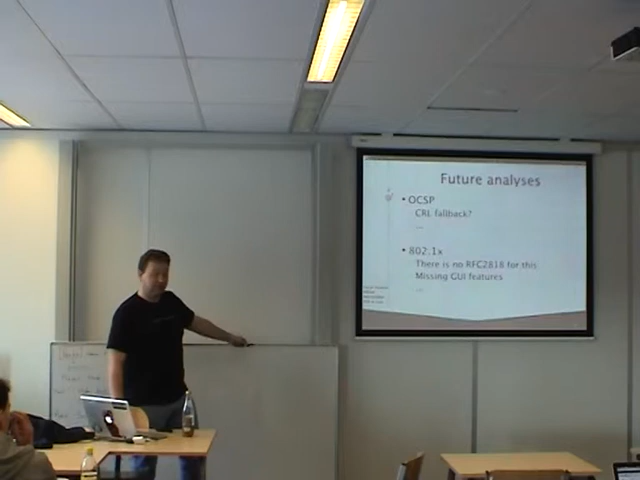 Future analyses
• OCSP
CRL fallback?
...
• 802.1x
There is no RFC2818 for this
Missing GUI features
...